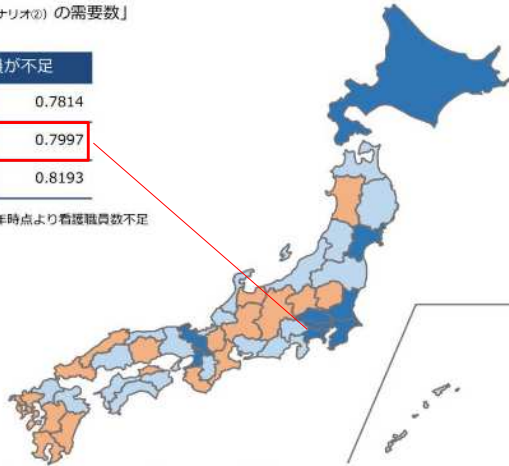 ナリオ②) の需要数」
が不足
0.7814
0.7997
0.8193
年時点より看護職員数不足